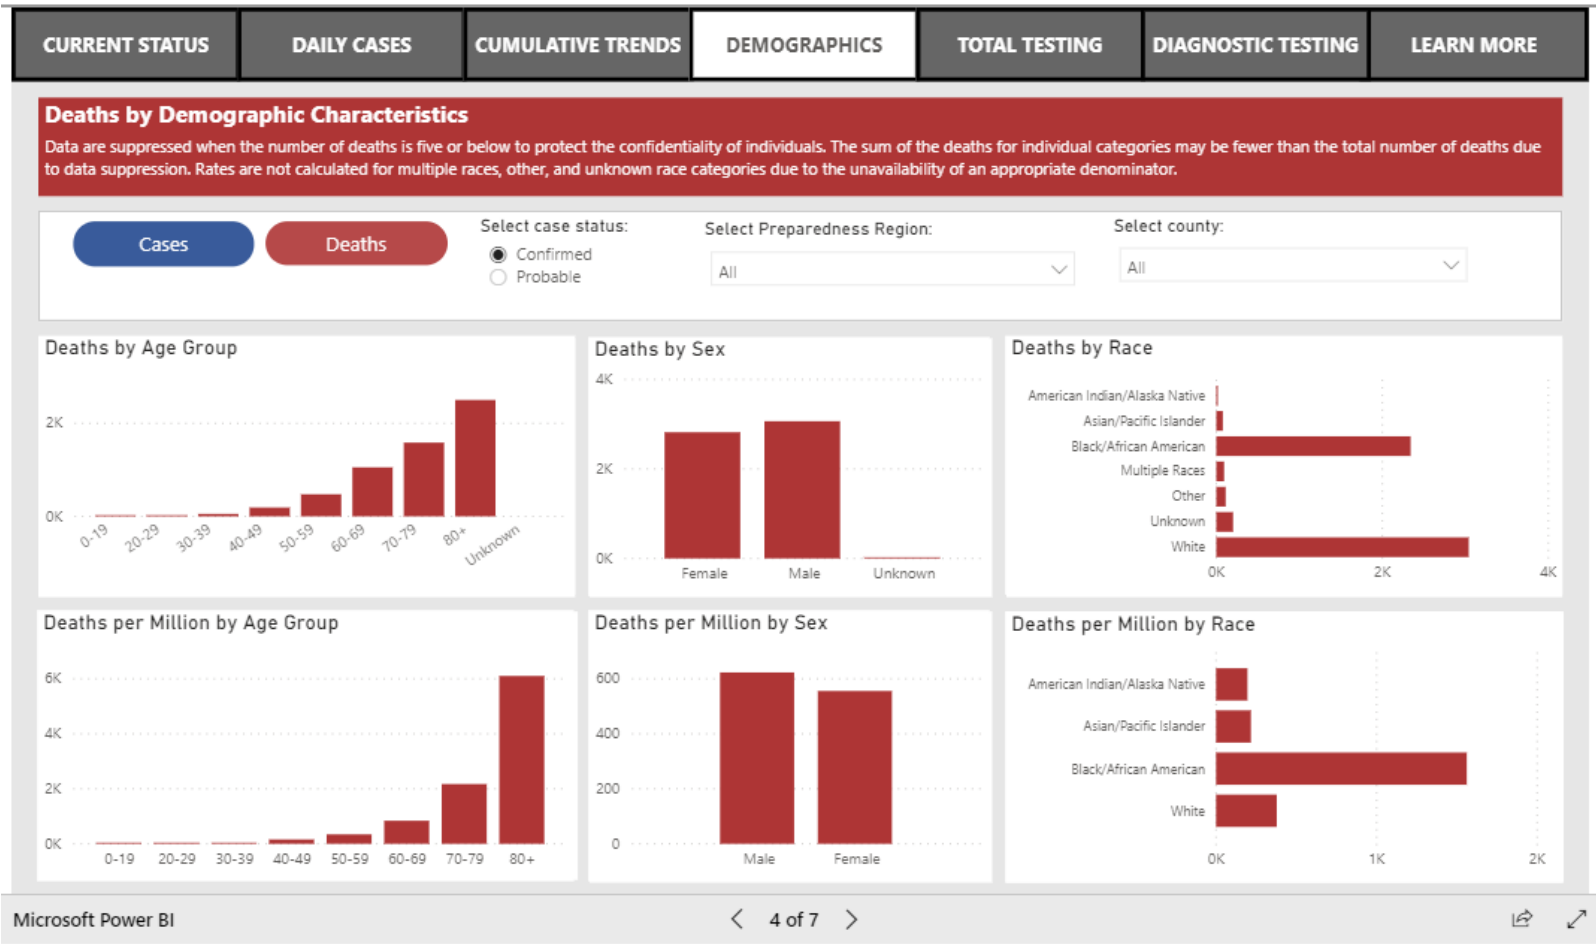 CURRENT STATUS
DAILY CASES
CUMULATIVE TRENDS
DEMOGRAPHICS
TOTAL TESTING
DIAGNOSTIC TESTING
LEARN MORE
Deaths by Demographic Characteristics
Data are suppressed when the number of deaths is five or below to protect the confidentiality of individuals. The sum of the deaths for individual categories may be fewer than the total number of deaths due
to data suppression. Rates are not calculated for multiple races, other, and unknown race categories due to the unavailability of an appropriate denominator.
Cases
Deaths
Select case status:
Confirmed
Probable
Select Preparedness Region:
All
Select county:
All
Deaths by Age Group
2K
0K
0-19
20-29
30-39
40-49
50-59
60-69
70-79
80+
Unknown
Deaths by Sex
4K
2K
0K
Female
Male
Unknown
Deaths by Race
American Indian/Alaska Native
Asian/Pacific Islander
Black/African American
Multiple Races
Other
Unknown
White
0K
2K
4K
Deaths per Million by Age Group
6K
4K
2K
0K
0-19
20-29
30-39
40-49
50-59
60-69
70-79
80+
Deaths per Million by Sex
600
400
200
0
Male
Female
Deaths per Million by Race
American Indian/Alaska Native
Asian/Pacific Islander
Black/African American
White
0K
1K
2K
Microsoft Power BI
4 of 7